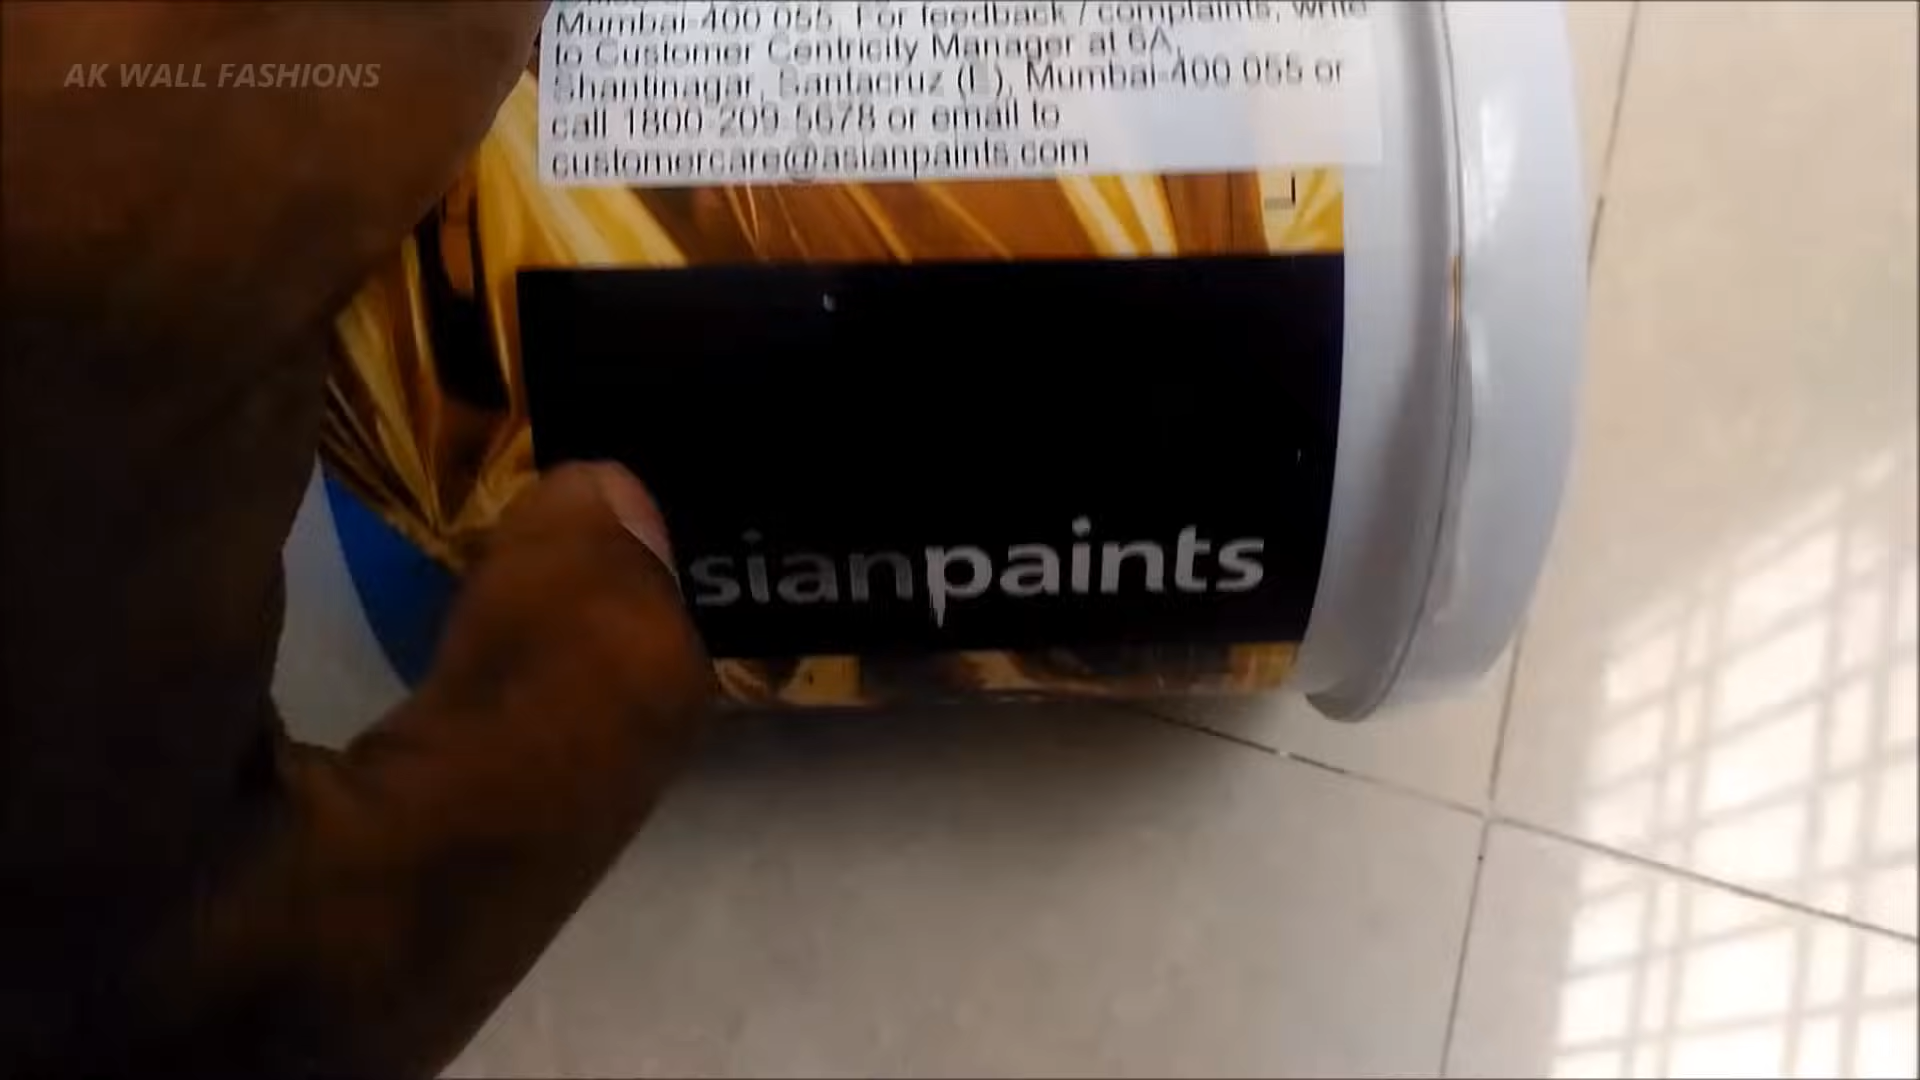 AK WALL FASHIONS
Mumbai-400 055. For feedback / complaints, write
to Customer Centricity Manager at 6A,
Shantinagar, Santacruz (E), Mumbai-400 055 or
call 1800-209-5678 or email to
customercare@asianpaints.com
sianpaints